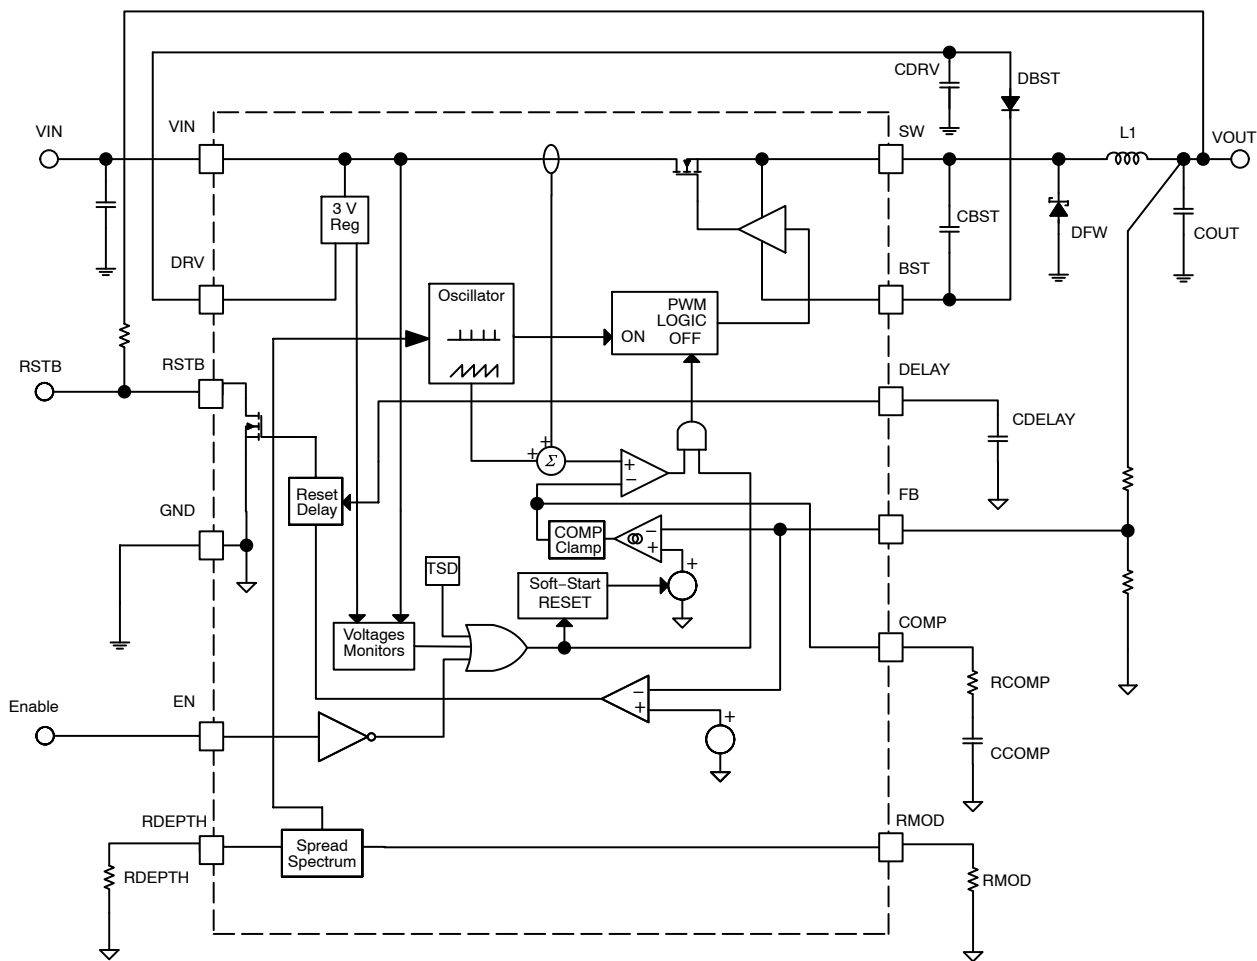 CDRV
DBST
VIN
VIN
SW
L1
VOUT
3 V
Reg
CBST
DFW
COUT
DRV
BST
Oscillator
PWM
LOGIC
ON
OFF
RSTB
RSTB
DELAY
CDELAY
+
+
Σ
+
−
Reset
Delay
GND
FB
COMP
Clamp
−
+
+
TSD
Soft−Start
RESET
Voltages
Monitors
COMP
RCOMP
−
+
+
EN
Enable
CCOMP
RDEPTH
RMOD
Spread
Spectrum
RDEPTH
RMOD